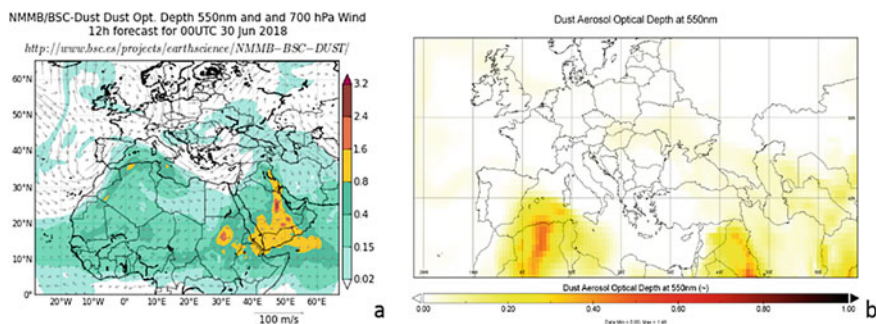 NMMB/BSC-Dust Dust Opt. Depth 550nm and and 700 hPa Wind
12h forecast for 00UTC 30 Jun 2018
http://www.bsc.es/projects/earthscience/NMMB-BSC-DUST/
60°N
50°N
40°N
30°N
20°N
10°N
0°
20°W 10°W 0° 10°E 20°E 30°E 40°E 50°E 60°E
3.2
2.4
1.6
0.8
0.4
0.15
0.02
100 m/s
a
Dust Aerosol Optical Depth at 550nm
Dust Aerosol Optical Depth at 550nm (~)
0.00 0.20 0.40 0.60 0.80 1.00
b